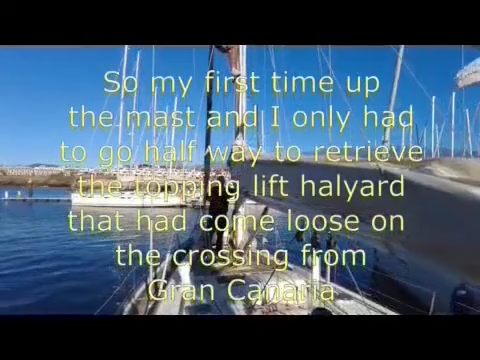 So my first time up
the mast and I only had
to go half way to retrieve
the topping lift halyard
that had come loose on
the crossing from
Gran Canaria